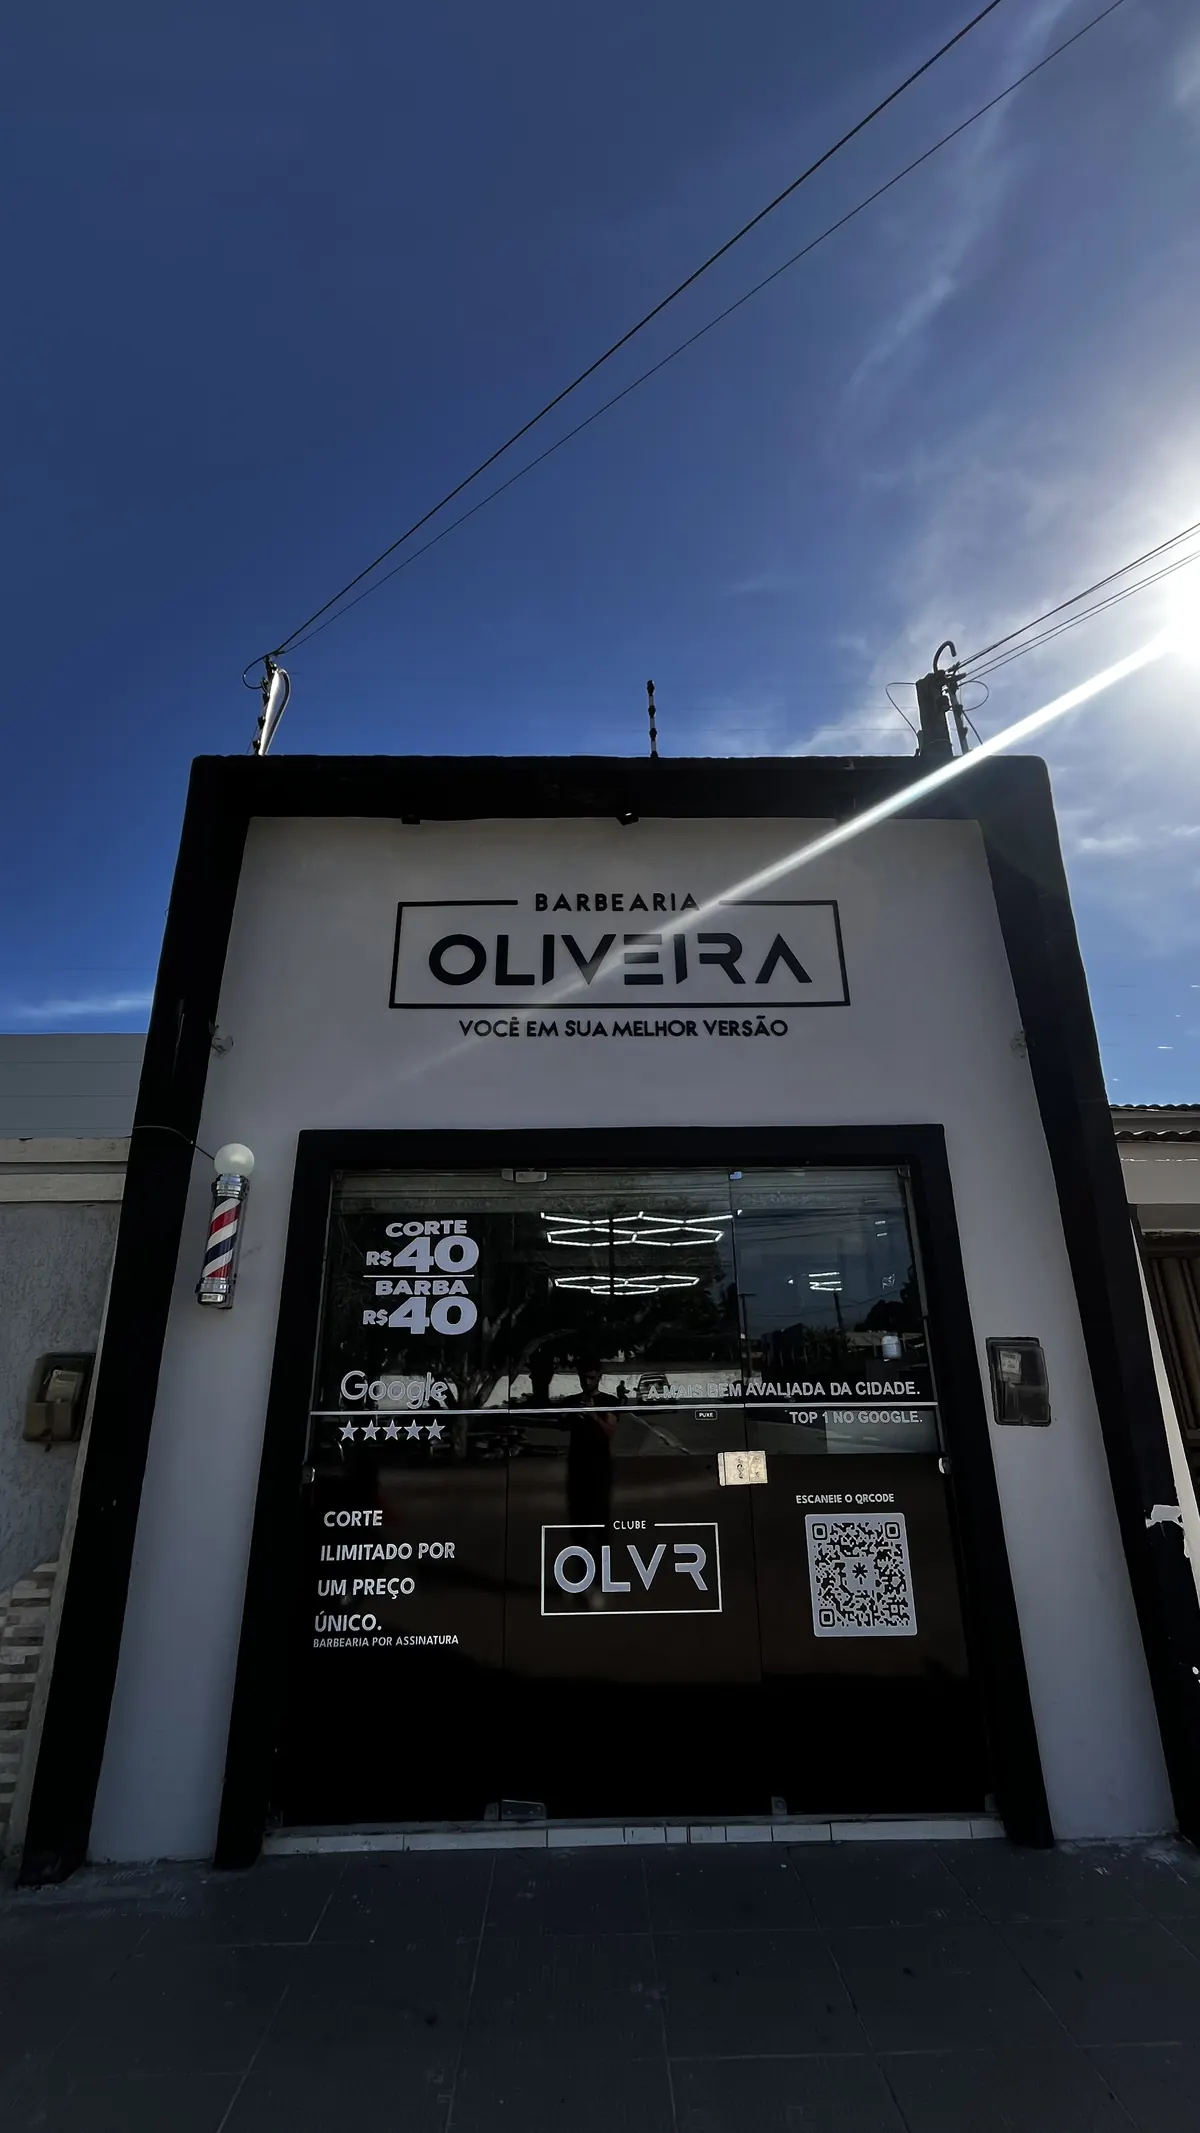 BARBEARIA
OLIVEIRA
VOCÊ EM SUA MELHOR VERSÃO
CORTE
R$40
BARBA
R$40
Google
A MAIS BEM AVALIADA DA CIDADE.
PUXE
TOP 1 NO GOOGLE.
CORTE
ILIMITADO POR
UM PREÇO
ÚNICO.
BARBEARIA POR ASSINATURA
CLUBE
OLVR
ESCANEIE O QRCODE